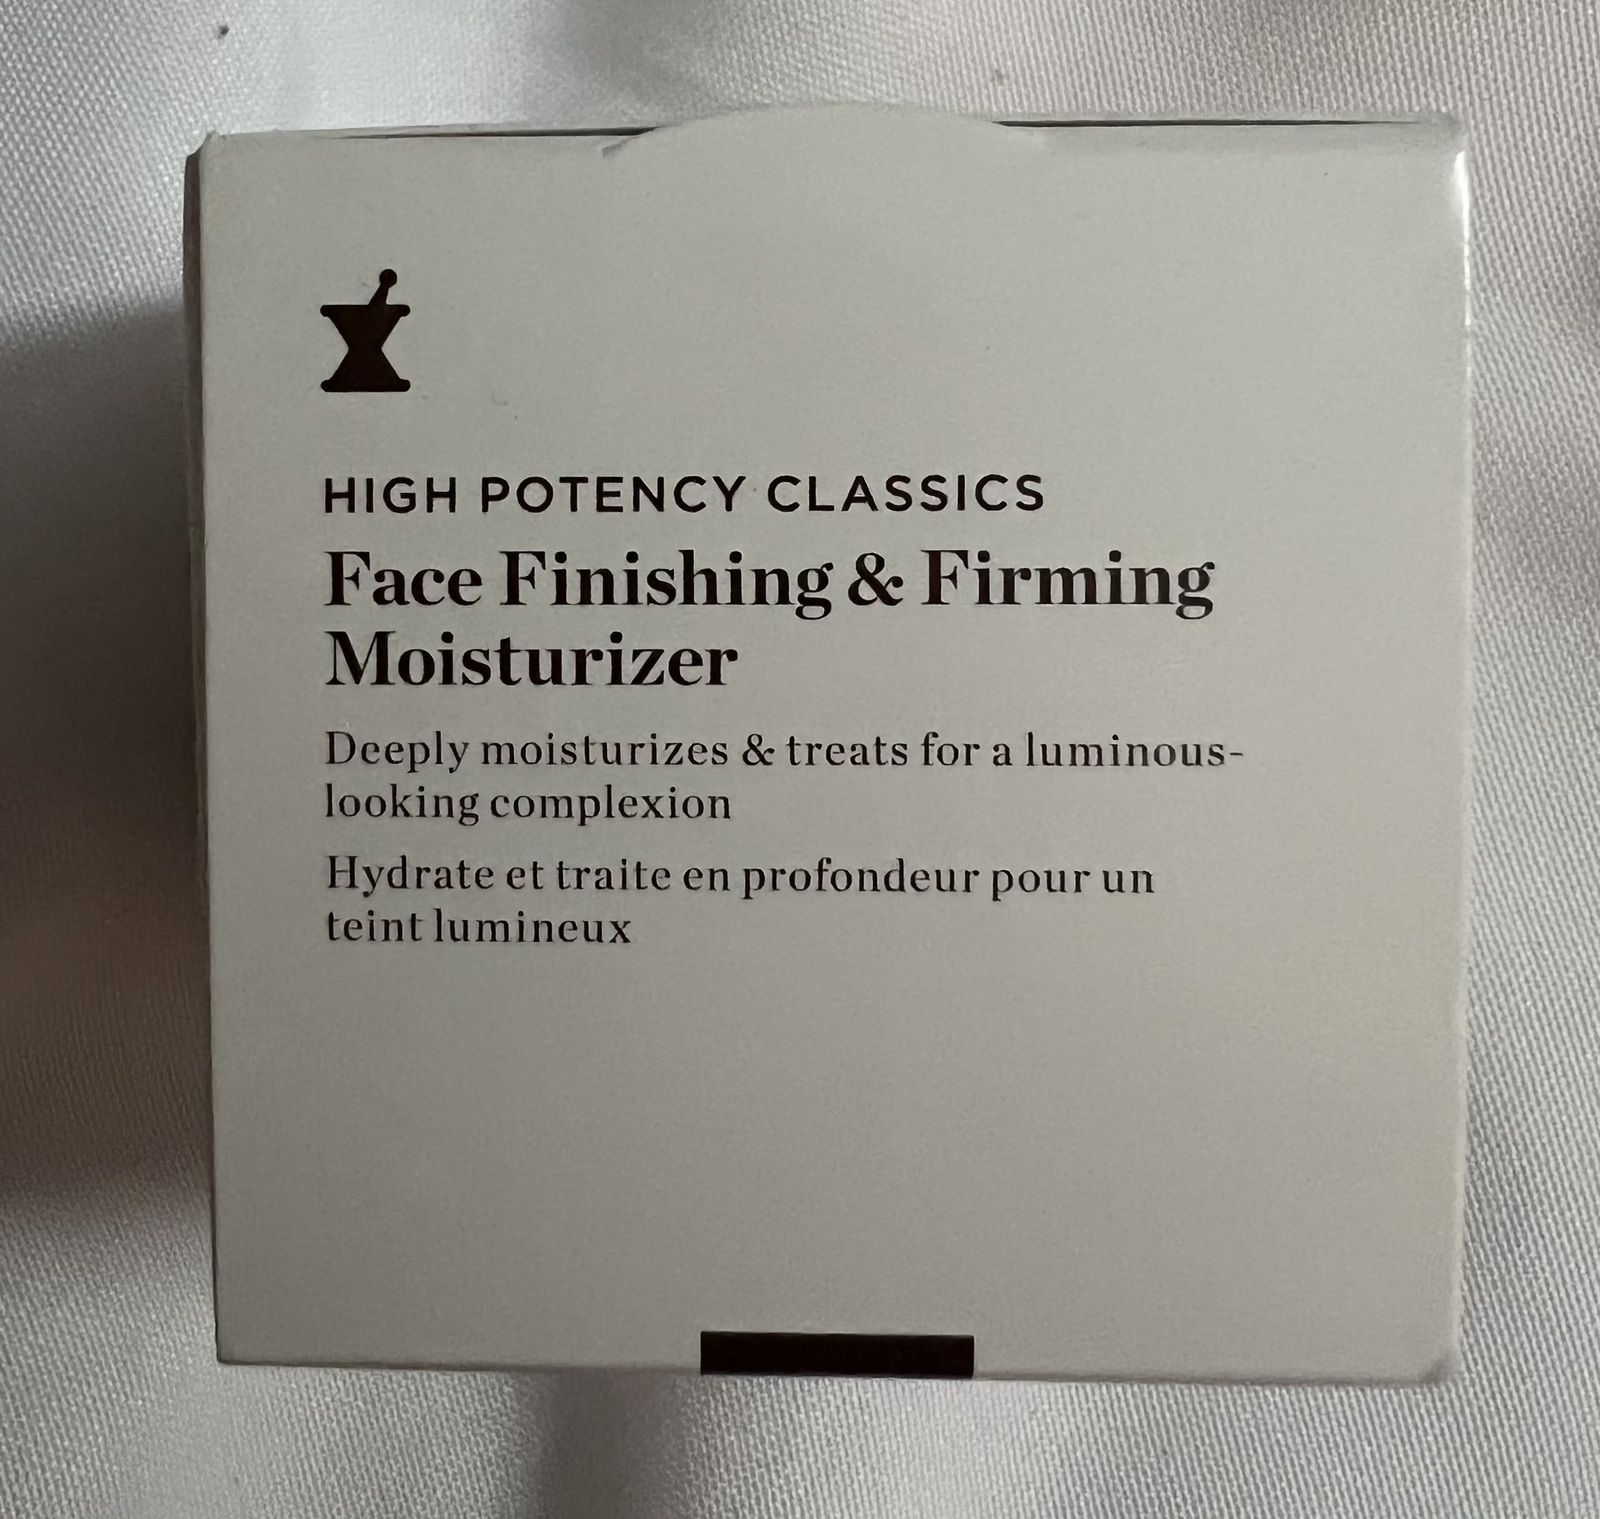 HIGH POTENCY CLASSICS
Face Finishing & Firming
Moisturizer
Deeply moisturizes & treats for a luminous-
looking complexion
Hydrate et traite en profondeur pour un
teint lumineux